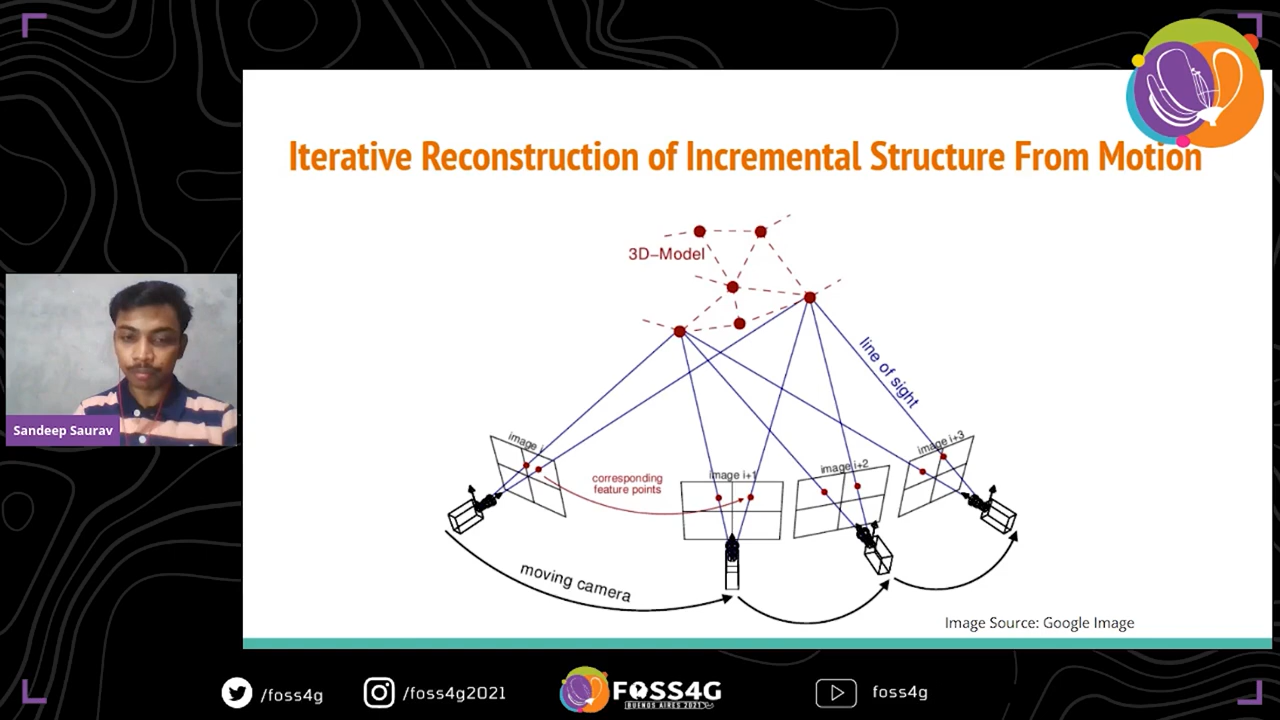 Iterative Reconstruction of Incremental Structure From Motion
3D-Model
line of sight
image i
image i+1
image i+2
image i+3
corresponding
feature points
moving camera
Image Source: Google Image
Sandeep Saurav
/foss4g
/foss4g2021
FOSS4G
BUENOS AIRES 2021
foss4g